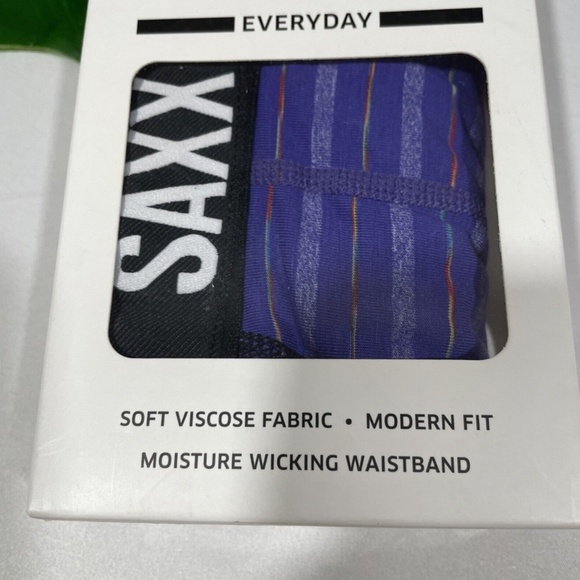 EVERYDAY
SAXX
SOFT VISCOSE FABRIC • MODERN FIT
MOISTURE WICKING WAISTBAND